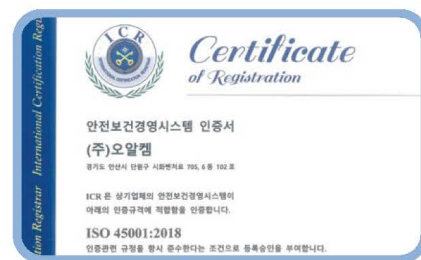 ICR
Certificate
of Registration
International Certification Registrar
안전보건경영시스템 인증서
(주)오알켐
경기도 안산시 단원구 시화벤처로 705, 6 동 102 호
ICR 은 상기업체의 안전보건경영시스템이
아래의 인증규격에 적합함을 인증합니다.
ISO 45001:2018
인증관련 규정을 항시 준수한다는 조건으로 등록승인을 부여합니다.